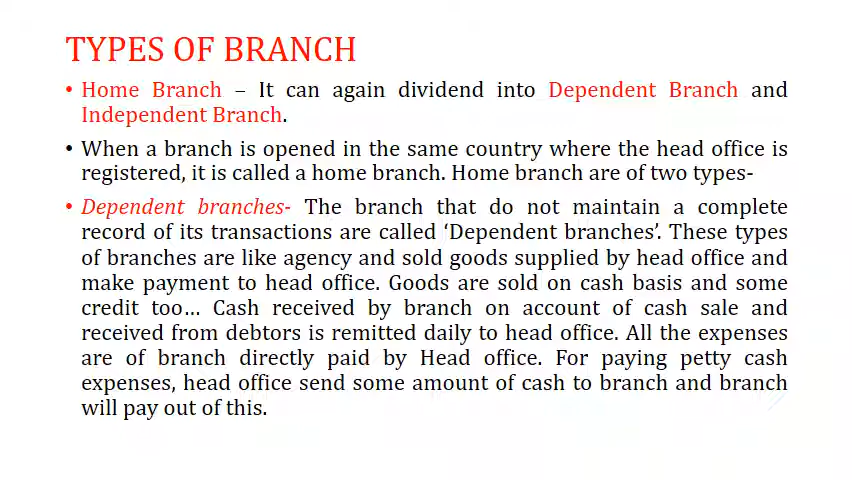 TYPES OF BRANCH
• Home Branch – It can again dividend into Dependent Branch and
Independent Branch.
• When a branch is opened in the same country where the head office is
registered, it is called a home branch. Home branch are of two types-
• Dependent branches- The branch that do not maintain a complete
record of its transactions are called ‘Dependent branches’. These types
of branches are like agency and sold goods supplied by head office and
make payment to head office. Goods are sold on cash basis and some
credit too… Cash received by branch on account of cash sale and
received from debtors is remitted daily to head office. All the expenses
are of branch directly paid by Head office. For paying petty cash
expenses, head office send some amount of cash to branch and branch
will pay out of this.